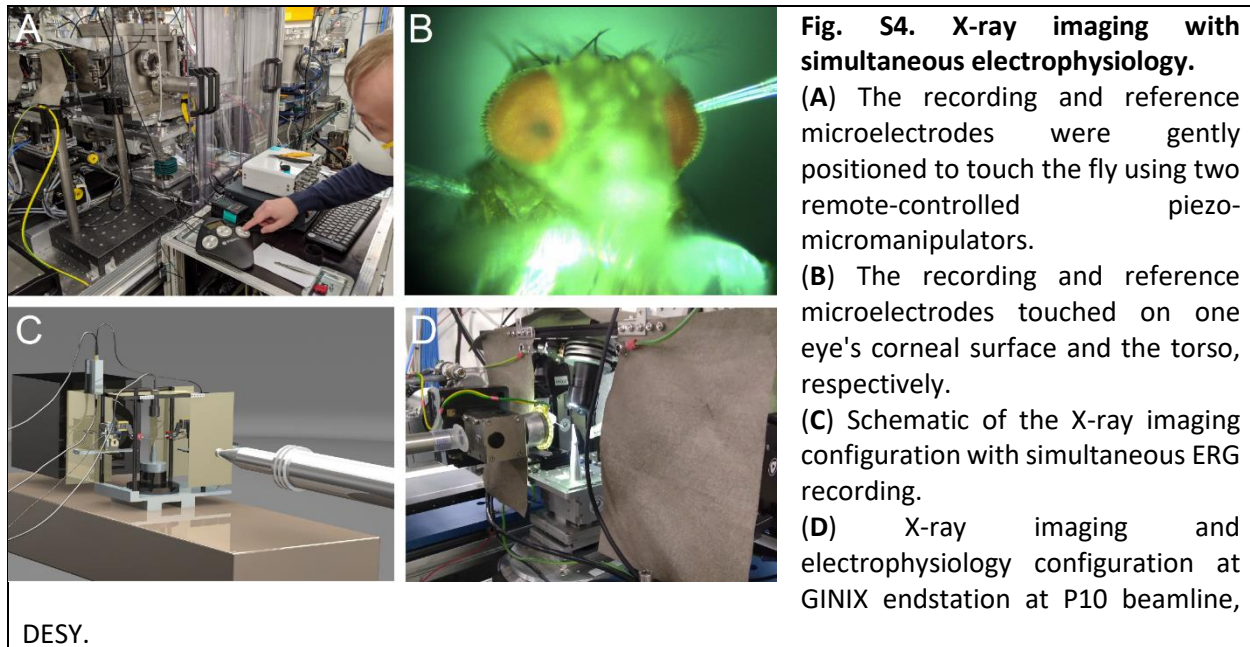 A
B
C
D
Fig. S4. X-ray imaging with
simultaneous electrophysiology.
(A) The recording and reference
microelectrodes were gently
positioned to touch the fly using two
remote-controlled piezo-
micromanipulators.
(B) The recording and reference
microelectrodes touched on one
eye's corneal surface and the torso,
respectively.
(C) Schematic of the X-ray imaging
configuration with simultaneous ERG
recording.
(D) X-ray imaging and
electrophysiology configuration at
GINIX endstation at P10 beamline,
DESY.